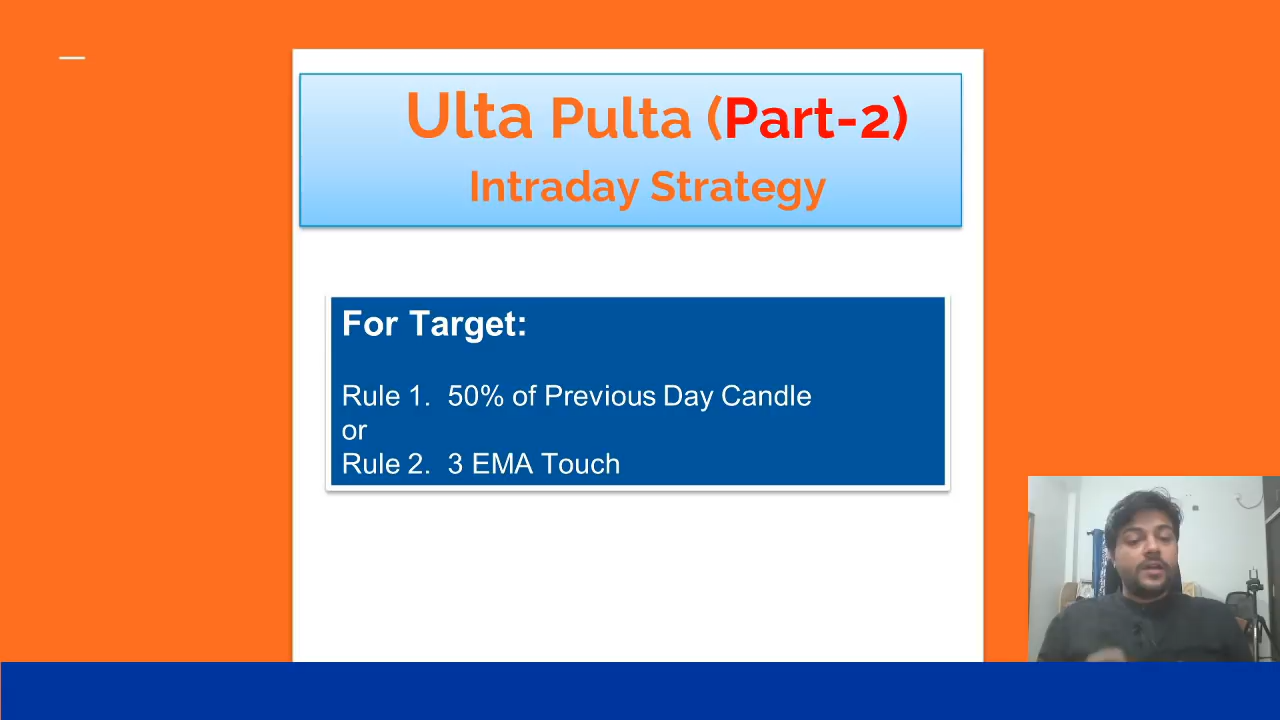 Ulta Pulta (Part-2)
Intraday Strategy
For Target:
Rule 1. 50% of Previous Day Candle
or
Rule 2. 3 EMA Touch